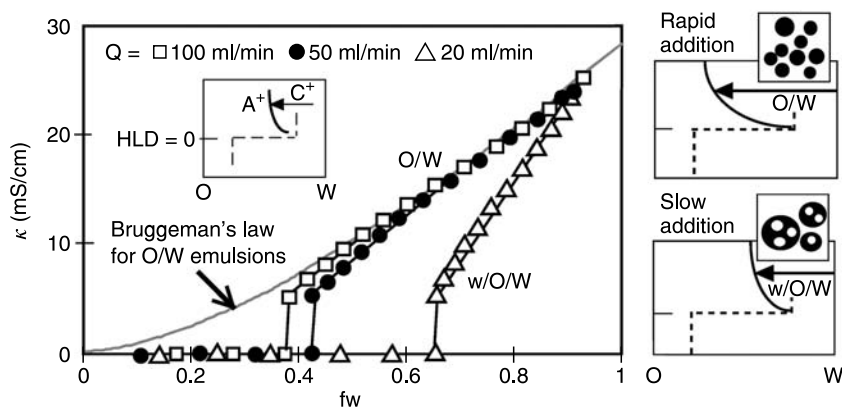 30
20
10
0
κ (mS/cm)
Q = □ 100 ml/min ● 50 ml/min △ 20 ml/min
A⁺ C⁺
HLD = 0
O W
Bruggeman's law
for O/W emulsions
O/W
w/O/W
0 0.2 0.4 0.6 0.8 1
fw
Rapid
addition
O/W
Slow
addition
w/O/W
O W